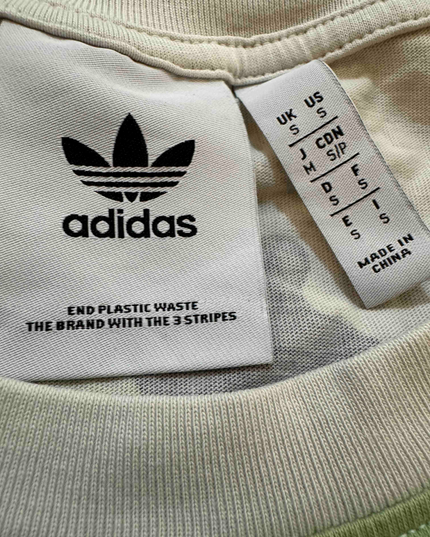 adidas
END PLASTIC WASTE
THE BRAND WITH THE 3 STRIPES
UK US
S S
J CDN
M S/P
D F
S S
E I
S S
MADE IN
CHINA